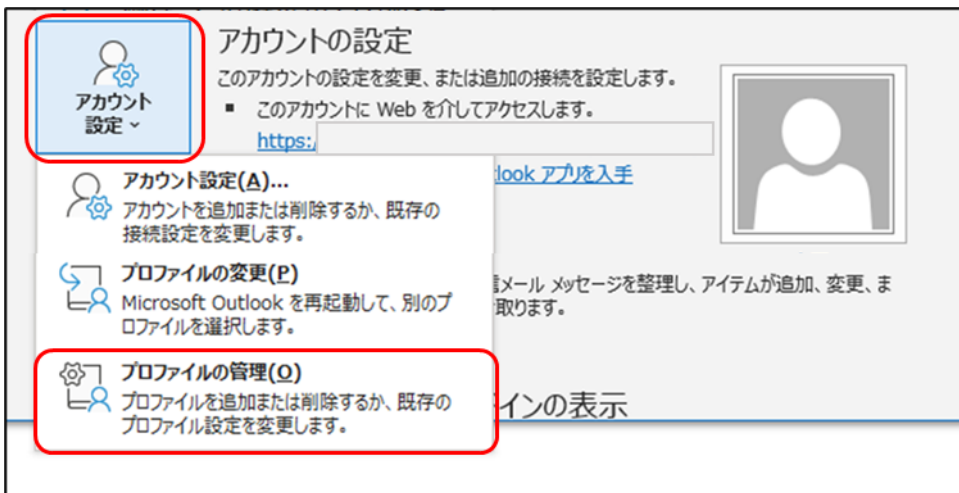 アカウントの設定
このアカウントの設定を変更、または追加の接続を設定します。
アカウント
設定
■ このアカウントに Web を介してアクセスします。
https:/
look アプリを入手
アカウント設定(A)...
アカウントを追加または削除するか、既存の
接続設定を変更します。
プロファイルの変更(P)
Microsoft Outlook を再起動して、別のプ
ロファイルを選択します。
メール メッセージを整理し、アイテムが追加、変更、ま
取ります。
プロファイルの管理(O)
プロファイルを追加または削除するか、既存の
プロファイル設定を変更します。
インの表示